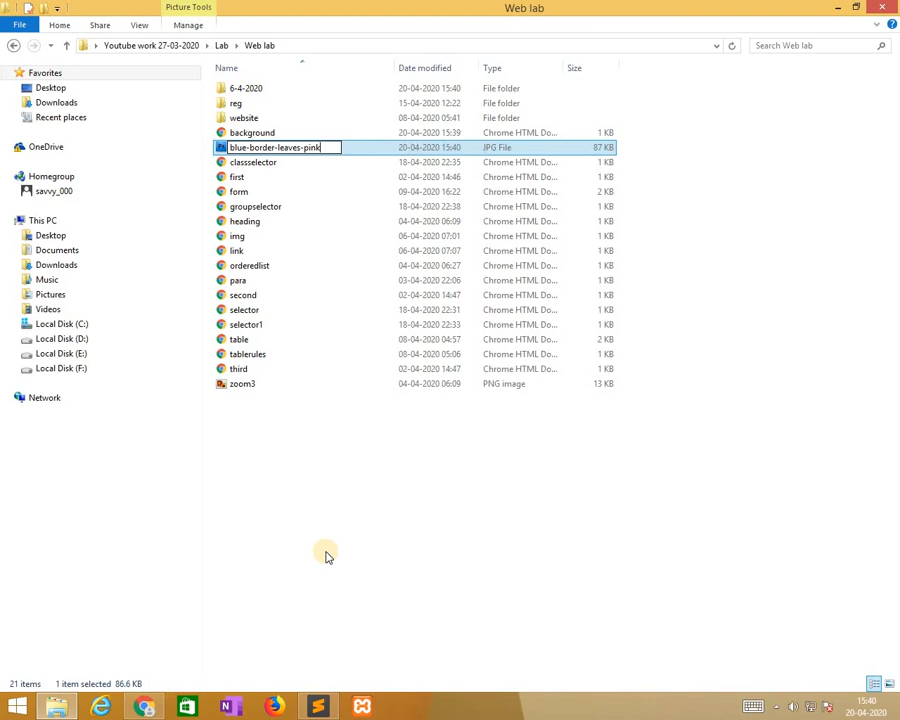 Picture Tools
Web lab
File Home Share View Manage
Youtube work 27-03-2020 Lab Web lab
Search Web lab
Name Date modified Type Size
Favorites
Desktop
Downloads
Recent places
OneDrive
Homegroup
savvy_000
This PC
Desktop
Documents
Downloads
Music
Pictures
Videos
Local Disk (C:)
Local Disk (D:)
Local Disk (E:)
Local Disk (F:)
Network
6-4-2020 20-04-2020 15:40 File folder
reg 15-04-2020 12:22 File folder
website 08-04-2020 05:41 File folder
background 20-04-2020 15:39 Chrome HTML Do... 1 KB
blue-border-leaves-pink 20-04-2020 15:40 JPG File 87 KB
classselector 18-04-2020 22:35 Chrome HTML Do... 1 KB
first 02-04-2020 14:46 Chrome HTML Do... 1 KB
form 09-04-2020 16:22 Chrome HTML Do... 2 KB
groupselector 18-04-2020 22:38 Chrome HTML Do... 1 KB
heading 04-04-2020 06:09 Chrome HTML Do... 1 KB
img 06-04-2020 07:01 Chrome HTML Do... 1 KB
link 06-04-2020 07:07 Chrome HTML Do... 1 KB
orderedlist 04-04-2020 06:27 Chrome HTML Do... 1 KB
para 03-04-2020 22:06 Chrome HTML Do... 1 KB
second 02-04-2020 14:47 Chrome HTML Do... 1 KB
selector 18-04-2020 22:31 Chrome HTML Do... 1 KB
selector1 18-04-2020 22:33 Chrome HTML Do... 1 KB
table 08-04-2020 04:57 Chrome HTML Do... 2 KB
tablerules 08-04-2020 05:06 Chrome HTML Do... 1 KB
third 02-04-2020 14:47 Chrome HTML Do... 1 KB
zoom3 04-04-2020 06:09 PNG image 13 KB
21 items 1 item selected 86.6 KB
15:40
20-04-2020